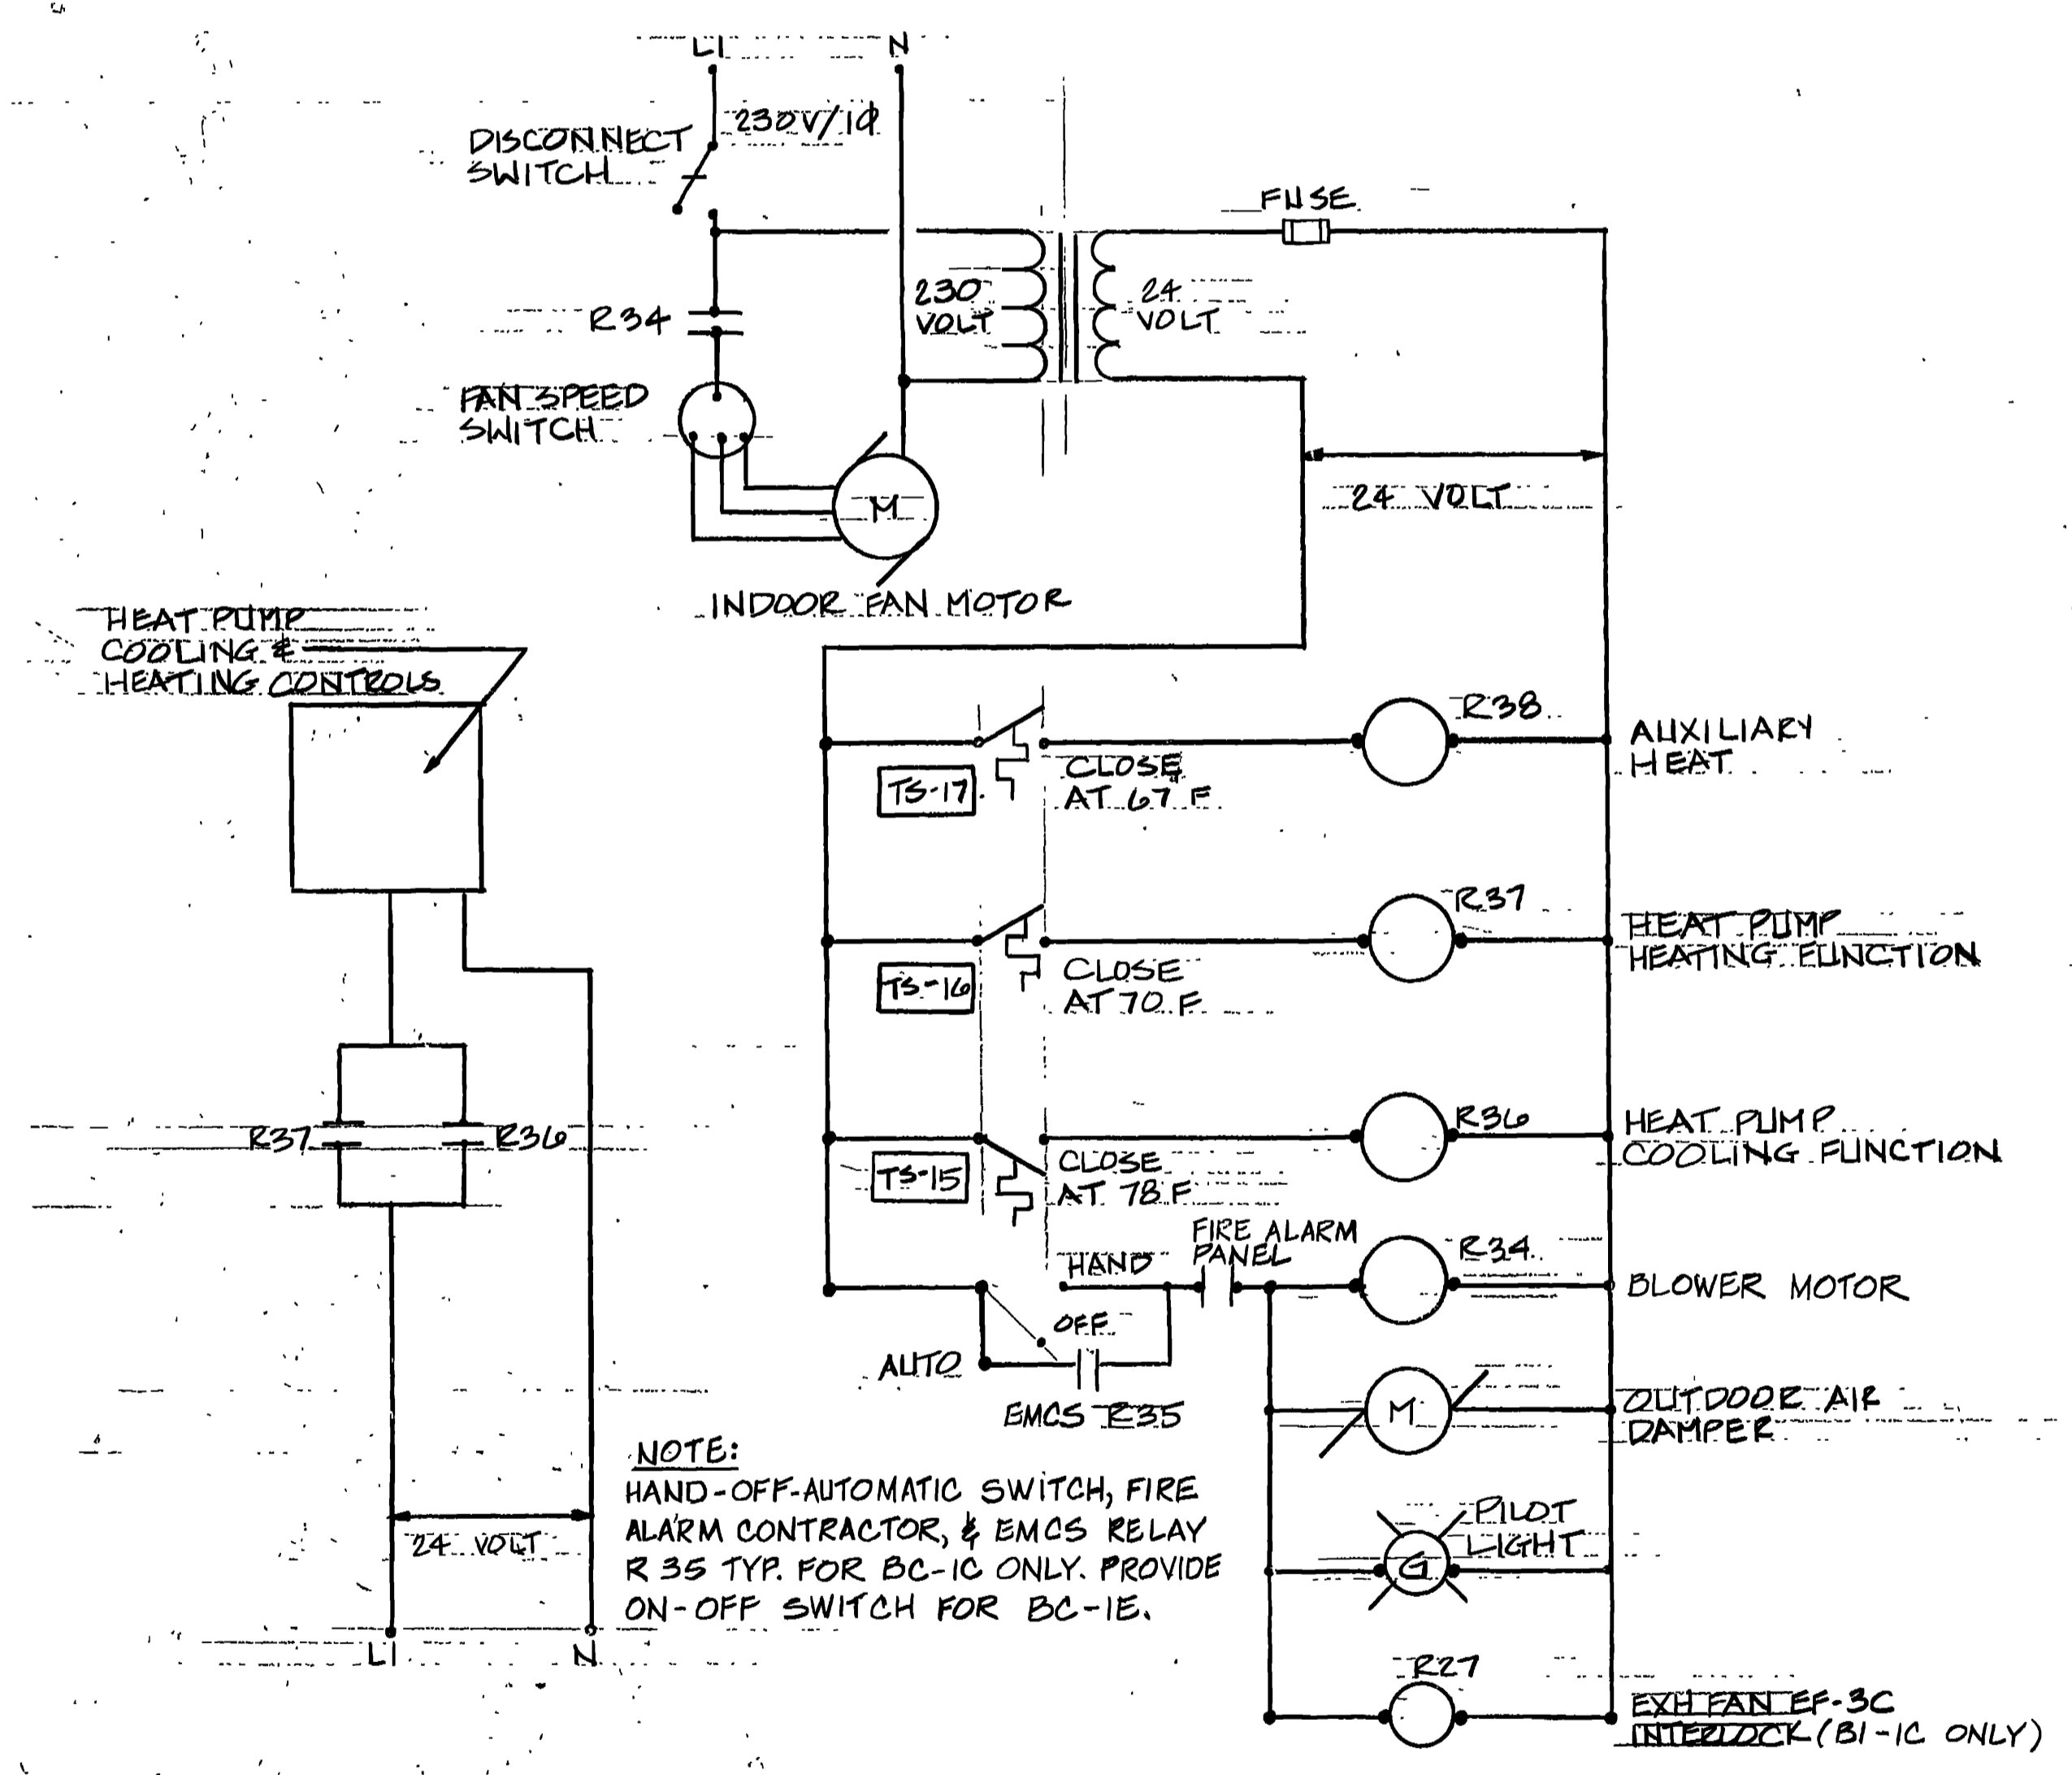 L1
N
230V/1Φ
DISCONNECT
SWITCH
FUSE
R34
230
VOLT
24
VOLT
FAN SPEED
SWITCH
M
24 VOLT
INDOOR FAN MOTOR
HEAT PUMP
COOLING &
HEATING CONTROLS
R38
AUXILIARY
HEAT
TS-17
CLOSE
AT 67° F
R37
HEAT PUMP
HEATING FUNCTION
TS-16
CLOSE
AT 70 F
R37
R36
R36
HEAT PUMP
COOLING FUNCTION
TS-15
CLOSE
AT 78 F
FIRE ALARM
PANEL
HAND
R34
BLOWER MOTOR
OFF
AUTO
EMCS R35
M
OUTDOOR AIR
DAMPER
NOTE:
HAND-OFF-AUTOMATIC SWITCH, FIRE
ALARM CONTRACTOR, & EMCS RELAY
R 35 TYP. FOR BC-1C ONLY. PROVIDE
ON-OFF SWITCH FOR BC-1E.
24 VOLT
L1
N
PILOT
LIGHT
G
R27
EXH FAN EF-3C
INTERLOCK (B1-1C ONLY)